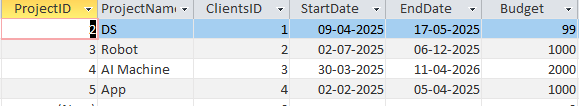 ProjectID ProjectName ClientsID StartDate EndDate Budget
2 DS 1 09-04-2025 17-05-2025 99
3 Robot 2 02-07-2025 06-12-2025 1000
4 AI Machine 3 30-03-2025 11-04-2026 2000
5 App 4 02-02-2025 05-04-2025 1000